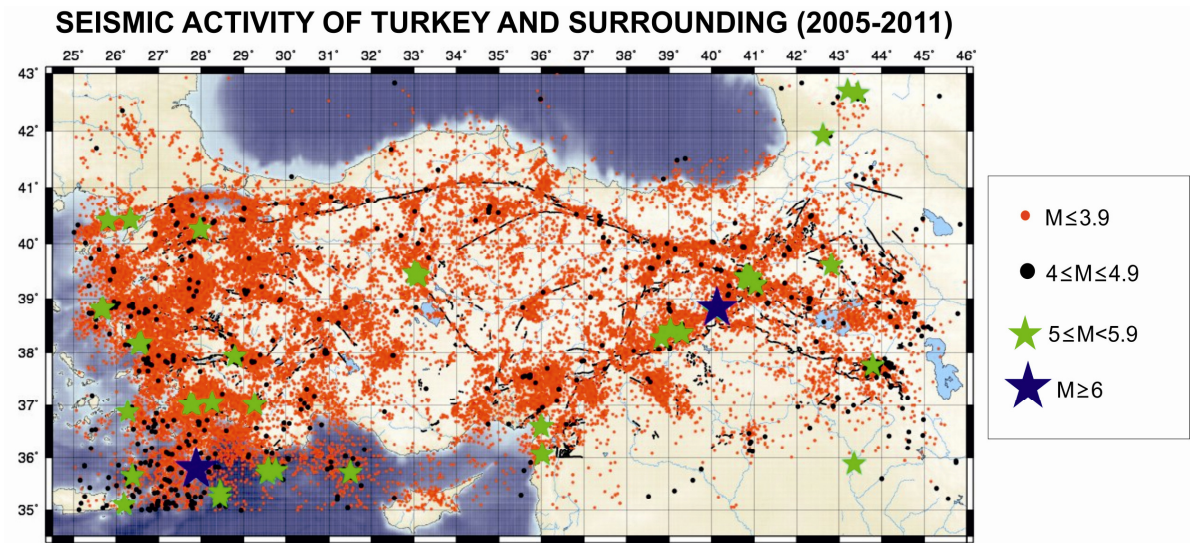 SEISMIC ACTIVITY OF TURKEY AND SURROUNDING (2005-2011)
25° 26° 27° 28° 29° 30° 31° 32° 33° 34° 35° 36° 37° 38° 39° 40° 41° 42° 43° 44° 45° 46°
43°
42°
41°
40°
39°
38°
37°
36°
35°
M≤3.9
4≤M≤4.9
5≤M<5.9
M≥6